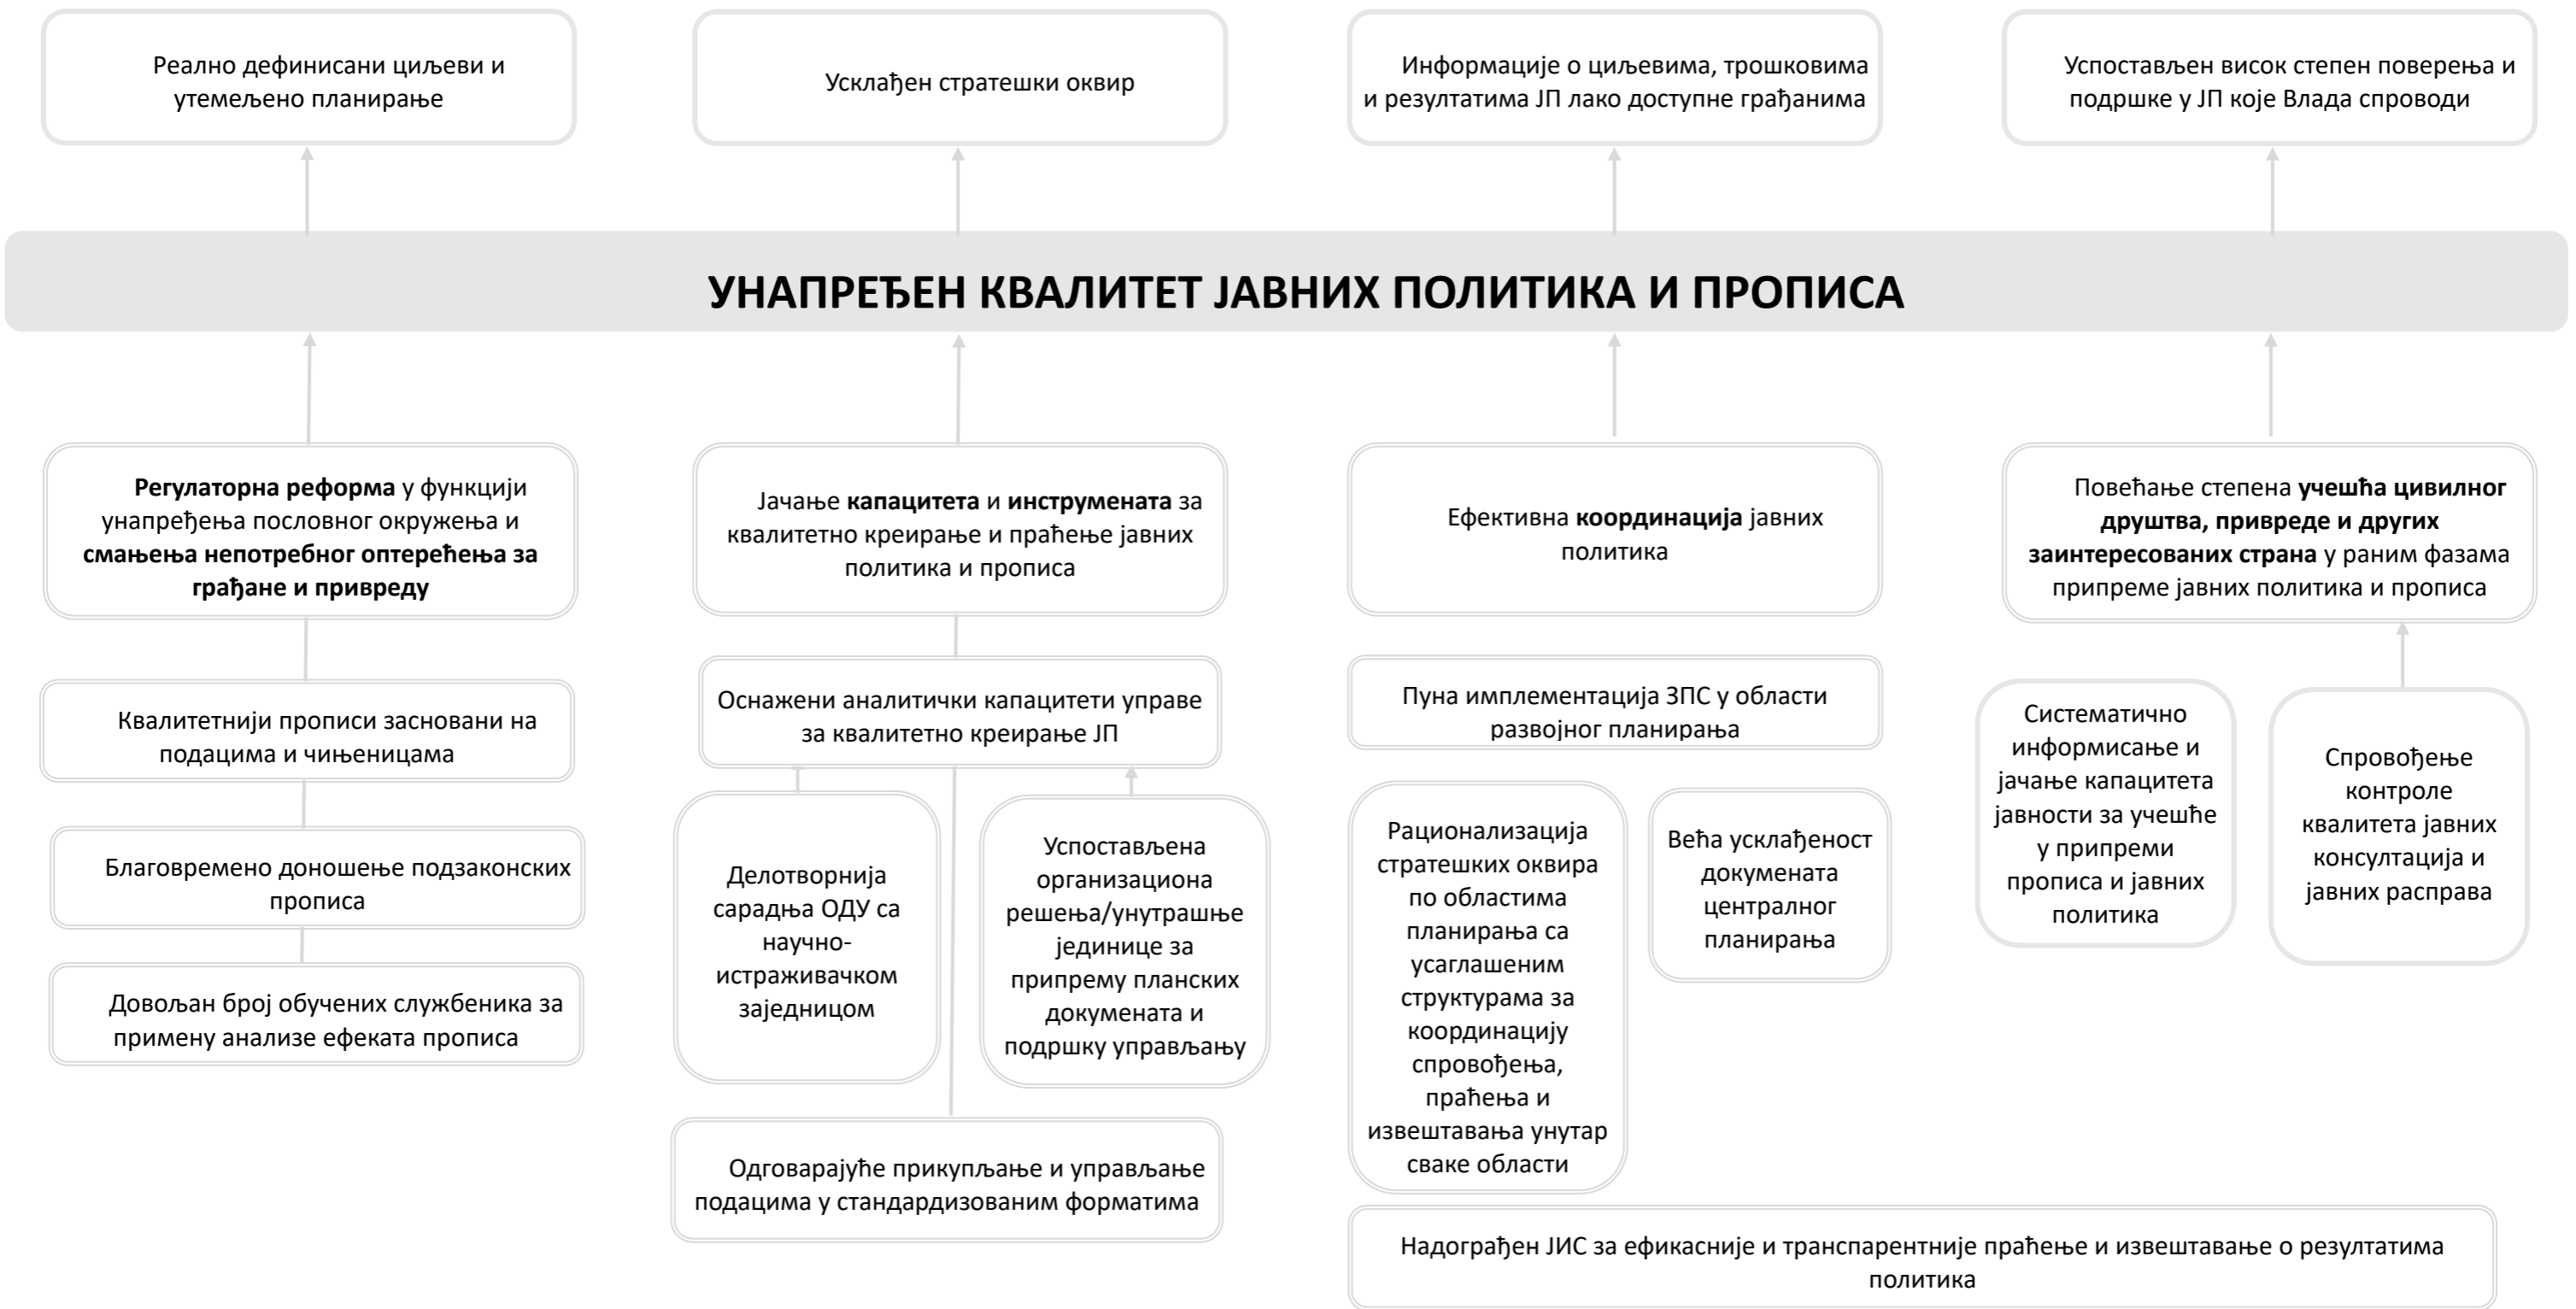 Реално дефинисани циљеви и
утемељено планирање
Усклађен стратешки оквир
Информације о циљевима, трошковима
и резултатима ЈП лако доступне грађанима
Успостављен висок степен поверења и
подршке у ЈП које Влада спроводи
УНАПРЕЂЕН КВАЛИТЕТ ЈАВНИХ ПОЛИТИКА И ПРОПИСА
Регулаторна реформа у функцији
унапређења пословног окружења и
смањења непотребног оптерећења за
грађане и привреду
Јачање капацитета и инструмената за
квалитетно креирање и праћење јавних
политика и прописа
Ефективна координација јавних
политика
Повећање степена учешћа цивилног
друштва, привреде и других
заинтересованих страна у раним фазама
припреме јавних политика и прописа
Квалитетнији прописи засновани на
подацима и чињеницама
Благовремено доношење подзаконских
прописа
Довољан број обучених службеника за
примену анализе ефеката прописа
Оснажени аналитички капацитети управе
за квалитетно креирање ЈП
Делотворнија
сарадња ОДУ са
научно-
истраживачком
заједницом
Успостављена
организациона
решења/унутрашње
јединице за
припрему планских
докумената и
подршку управљању
Одговарајуће прикупљање и управљање
подацима у стандардизованим форматима
Пуна имплементација ЗПС у области
развојног планирања
Рационализација
стратешких оквира
по областима
планирања са
усаглашеним
структурама за
координацију
спровођења,
праћења и
извештавања унутар
сваке области
Већа усклађеност
докумената
централног
планирања
Систематично
информисање и
јачање капацитета
јавности за учешће
у припреми
прописа и јавних
политика
Спровођење
контроле
квалитета јавних
консултација и
јавних расправа
Надограђен ЈИС за ефикасније и транспарентније праћење и извештавање о резултатима
политика